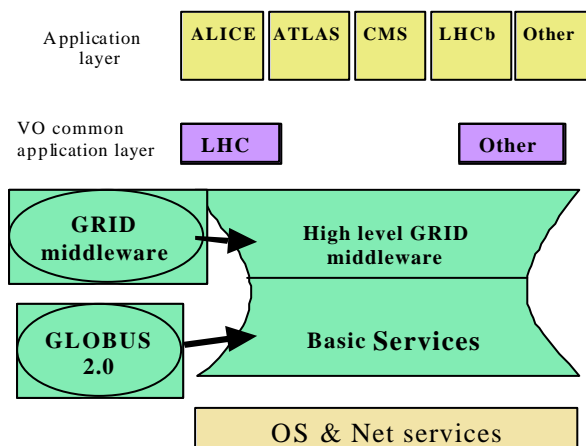 Application
layer
ALICE ATLAS CMS LHCb Other
VO common
application layer
LHC Other
GRID
middleware
High level GRID
middleware
GLOBUS
2.0
Basic Services
OS & Net services